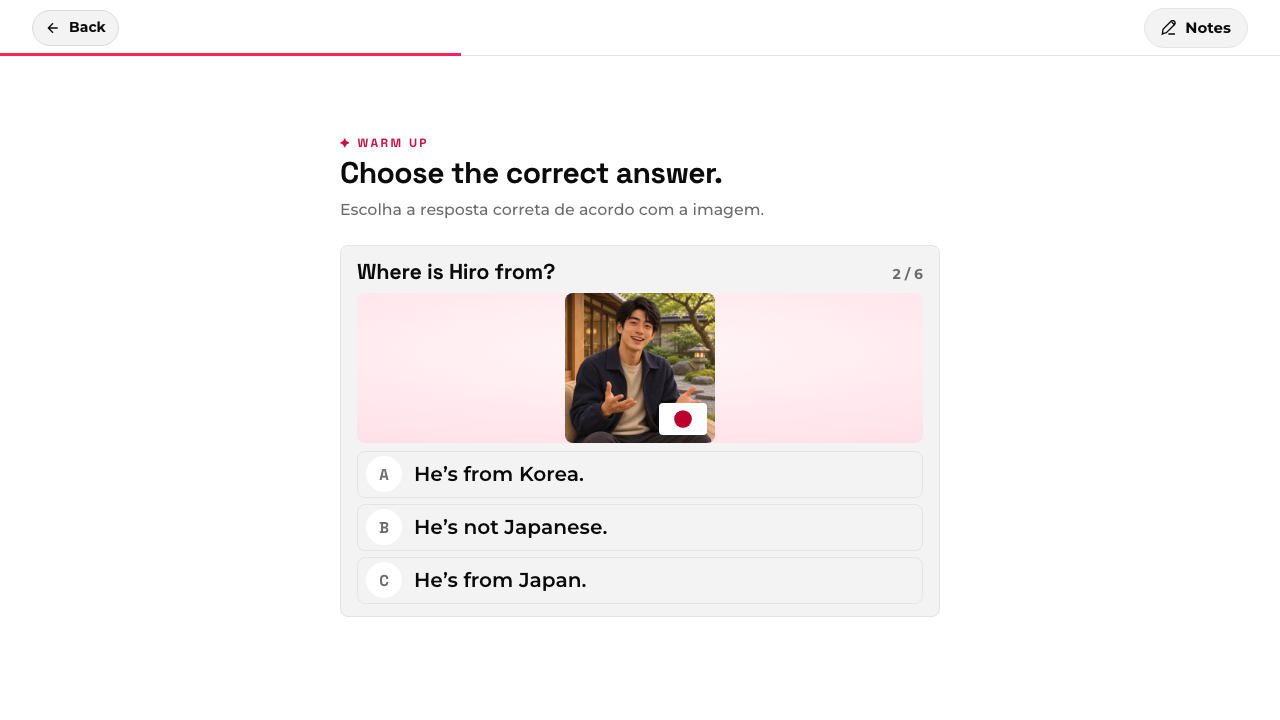 Back
Notes
WARM UP
Choose the correct answer.
Escolha a resposta correta de acordo com a imagem.
Where is Hiro from?
2 / 6
A
He’s from Korea.
B
He’s not Japanese.
C
He’s from Japan.